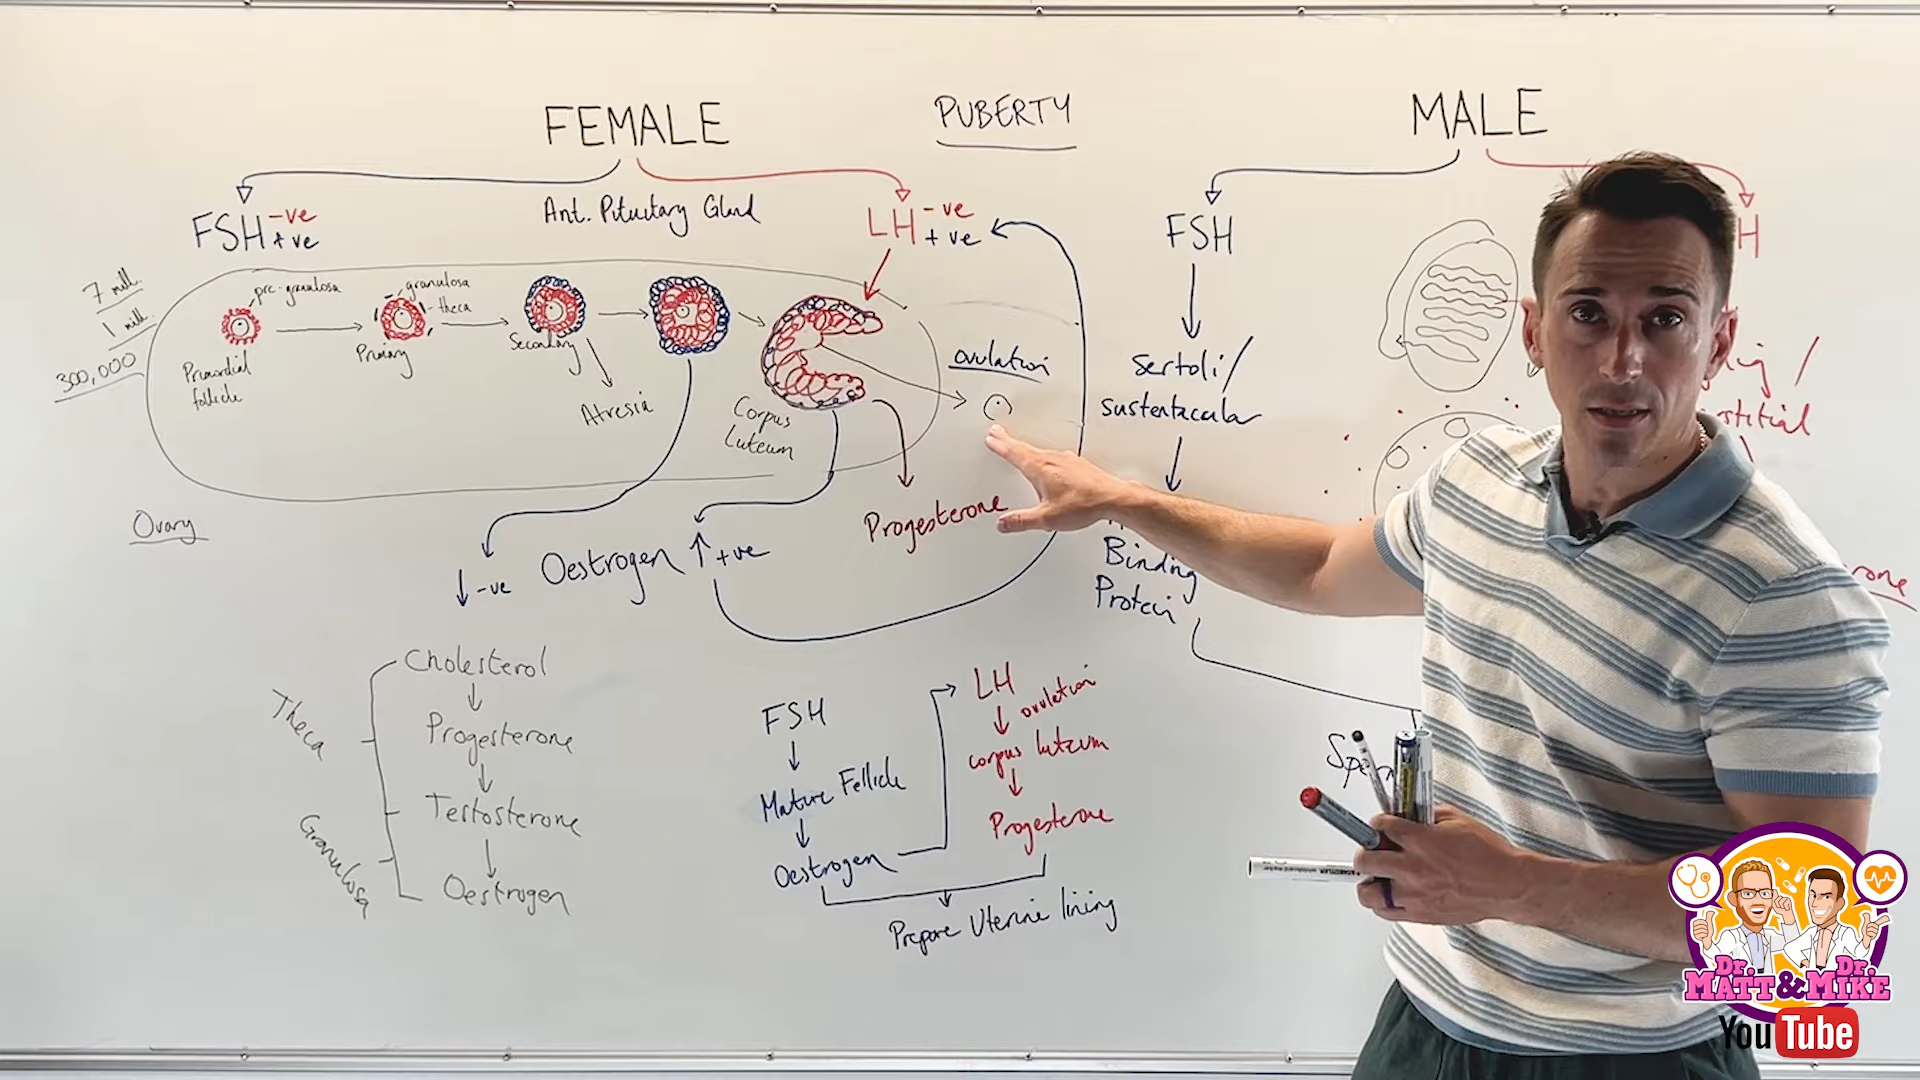 PUBERTY
FEMALE
Ant. Pituitary Gland
FSH -ve
+ve
LH -ve
+ve
7 mill.
1 mill.
300,000
pre-granulosa
Primordial
follicle
granulosa
theca
Primary
Secondary
Atresia
Corpus
Luteum
ovulation
Ovary
Progesterone
Oestrogen ↑ +ve
↓ -ve
Theca
Granulosa
Cholesterol
Progesterone
Testosterone
Oestrogen
FSH
Mature Follicle
Oestrogen
LH
ovulation
corpus luteum
Progesterone
Prepare Uterine lining
MALE
FSH
H
Sertoli/
sustentacular
Binding
Protein
Dr. Dr.
MATT & MIKE
YouTube